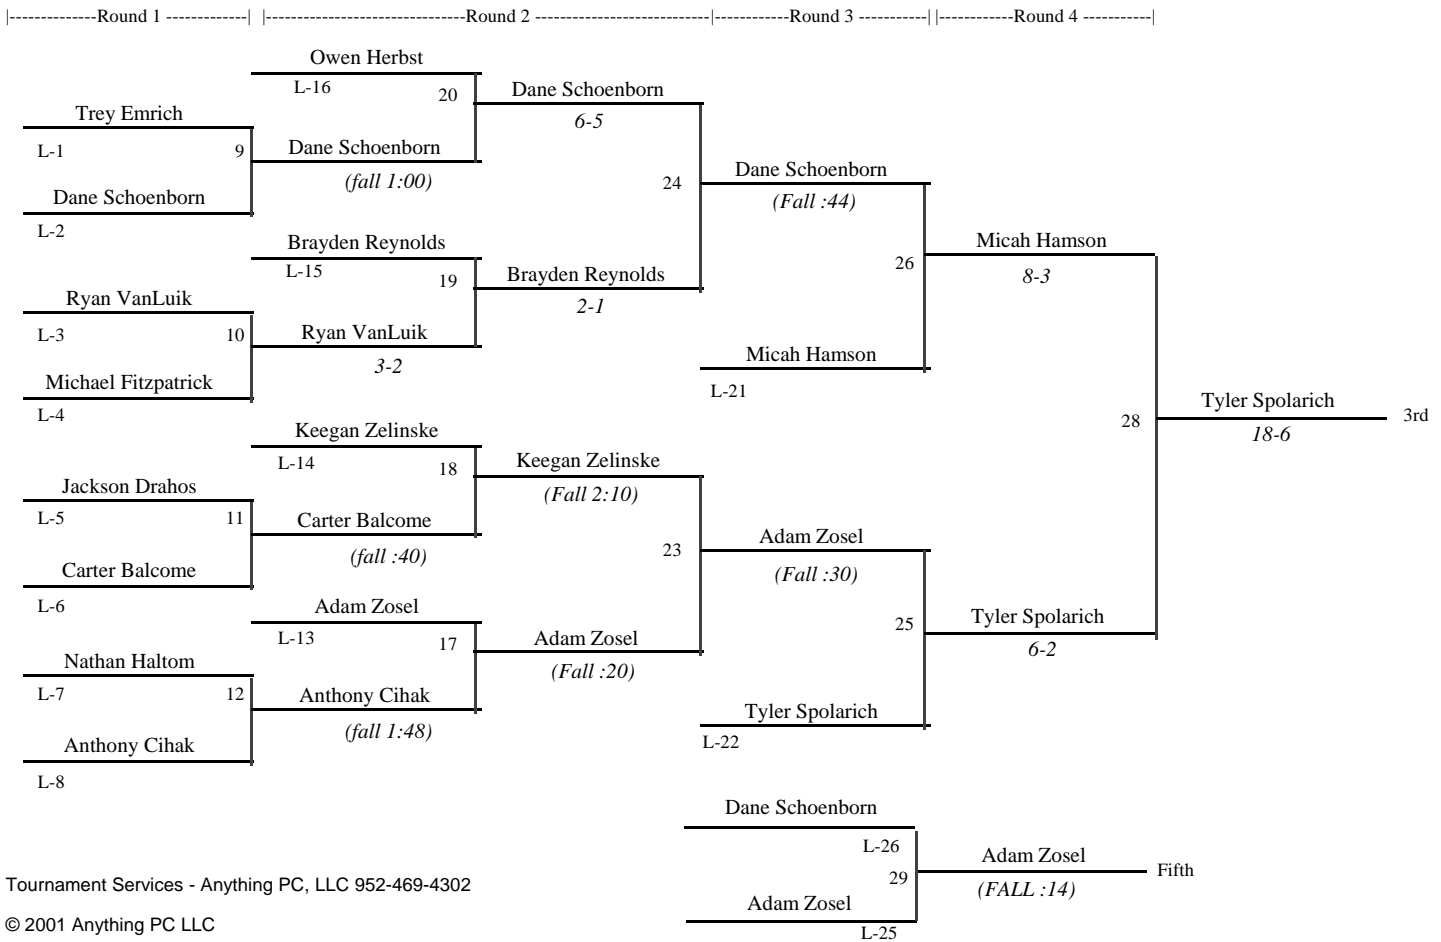 |--------------Round 1 -------------| |-------------------------------Round 2 ---------------------------|------------Round 3 -----------| |------------Round 4 -----------|
Owen Herbst
L-16
20
Dane Schoenborn
6-5
Trey Emrich
L-1
9
Dane Schoenborn
(fall 1:00)
Dane Schoenborn
L-2
24
Dane Schoenborn
(Fall :44)
Brayden Reynolds
L-15
19
Brayden Reynolds
2-1
Ryan VanLuik
L-3
10
Ryan VanLuik
3-2
Michael Fitzpatrick
L-4
26
Micah Hamson
8-3
Micah Hamson
L-21
Keegan Zelinske
L-14
18
Keegan Zelinske
(Fall 2:10)
Jackson Drahos
L-5
11
Carter Balcome
(fall :40)
Carter Balcome
L-6
23
Adam Zosel
(Fall :30)
Adam Zosel
L-13
17
Adam Zosel
(Fall :20)
Nathan Haltom
L-7
12
Anthony Cihak
(fall 1:48)
Anthony Cihak
L-8
25
Tyler Spolarich
6-2
Tyler Spolarich
L-22
28
Tyler Spolarich
18-6
3rd
Dane Schoenborn
L-26
29
Adam Zosel
(FALL :14)
Fifth
Adam Zosel
L-25
Tournament Services - Anything PC, LLC 952-469-4302
© 2001 Anything PC LLC